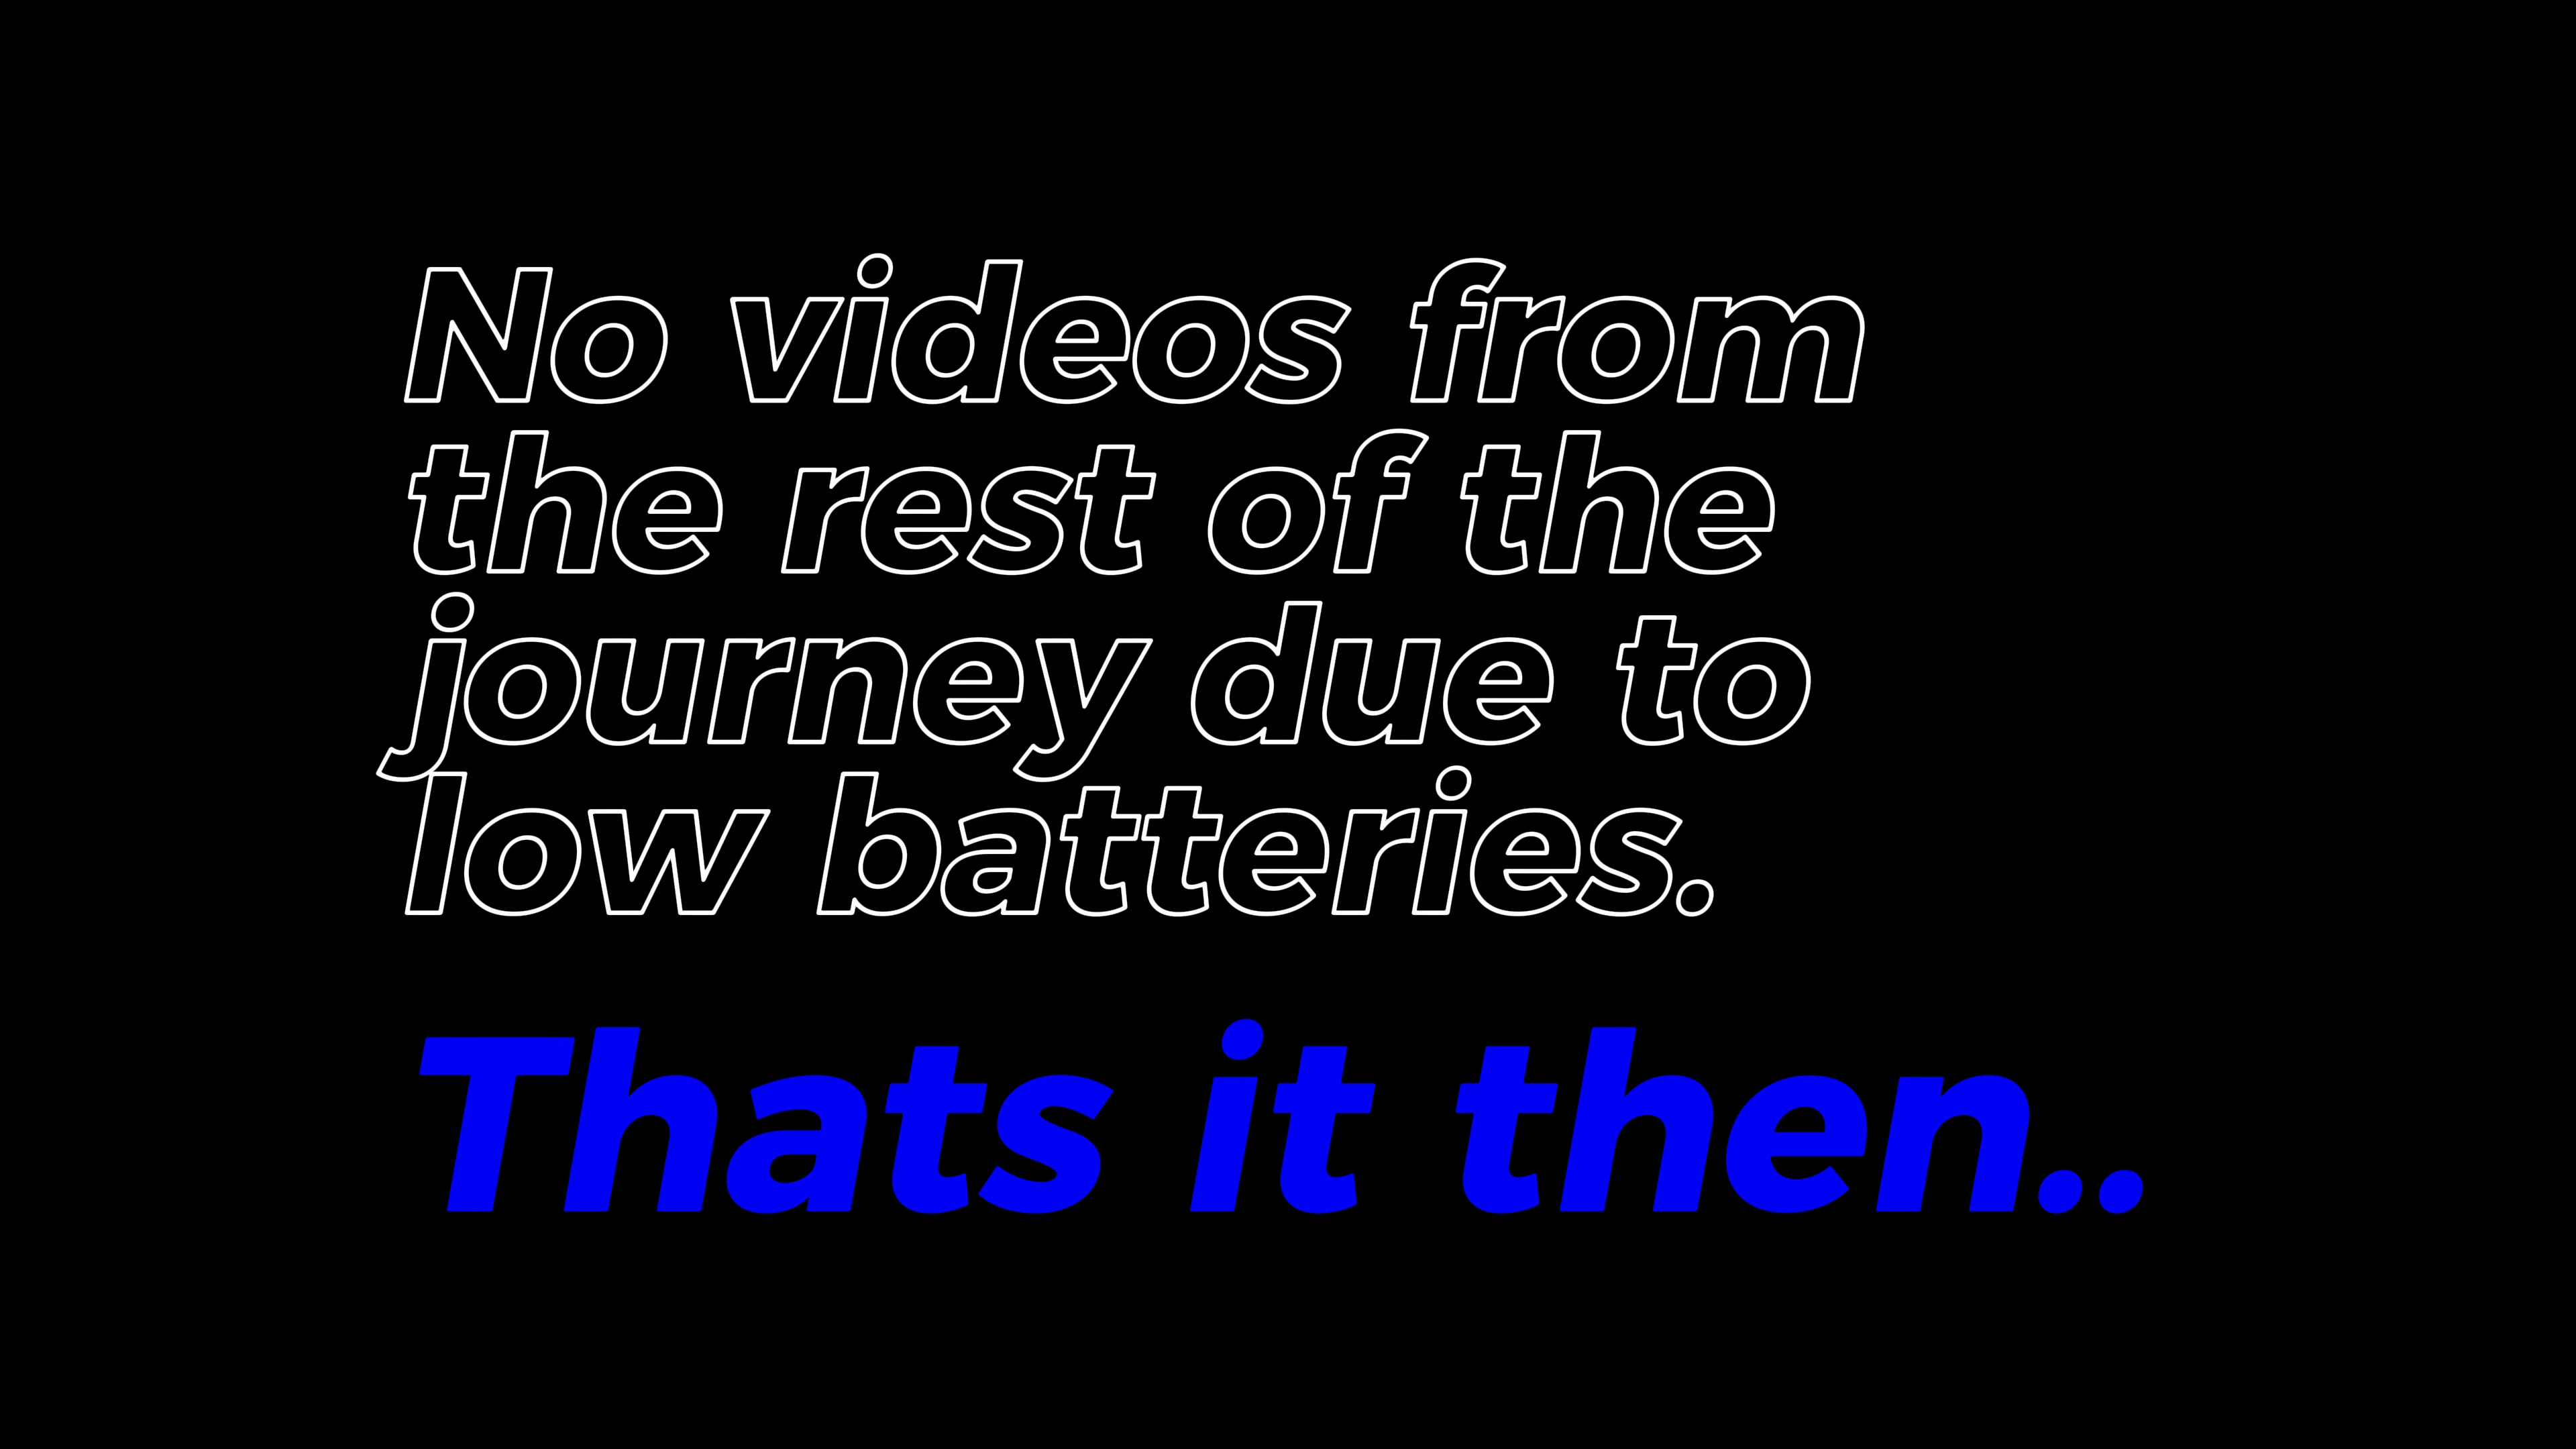 No videos from
the rest of the
journey due to
low batteries.
Thats it then..